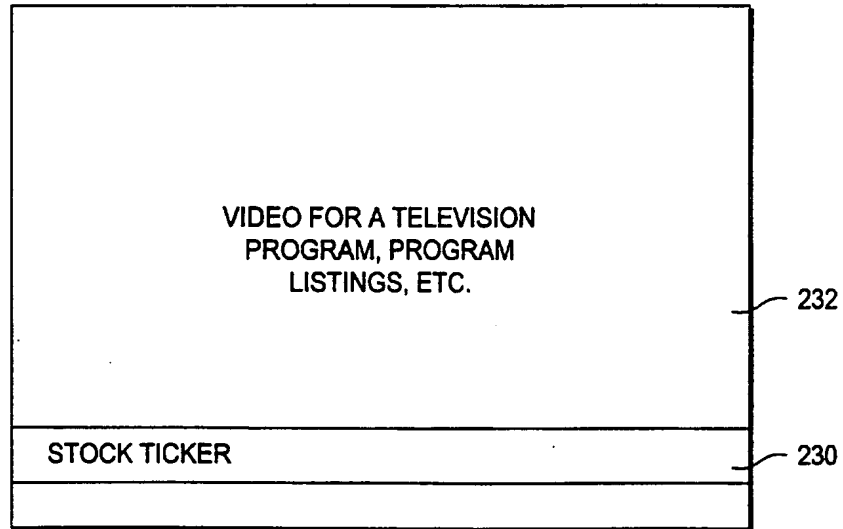 VIDEO FOR A TELEVISION
PROGRAM, PROGRAM
LISTINGS, ETC.
232
STOCK TICKER
230